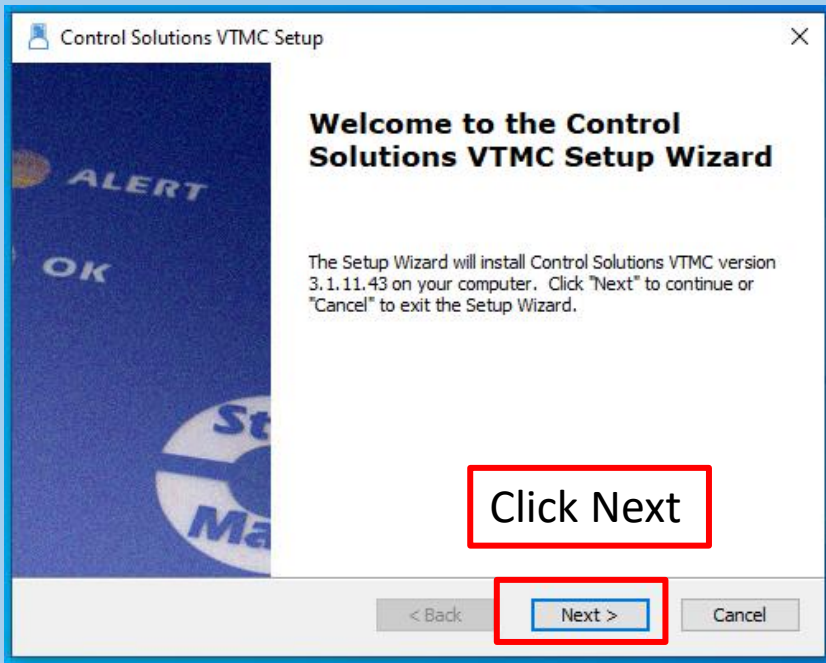 Control Solutions VTMC Setup
Welcome to the Control
Solutions VTMC Setup Wizard
ALERT
OK
The Setup Wizard will install Control Solutions VTMC version
3.1.11.43 on your computer. Click "Next" to continue or
"Cancel" to exit the Setup Wizard.
St
Ma
Click Next
< Back
Next >
Cancel